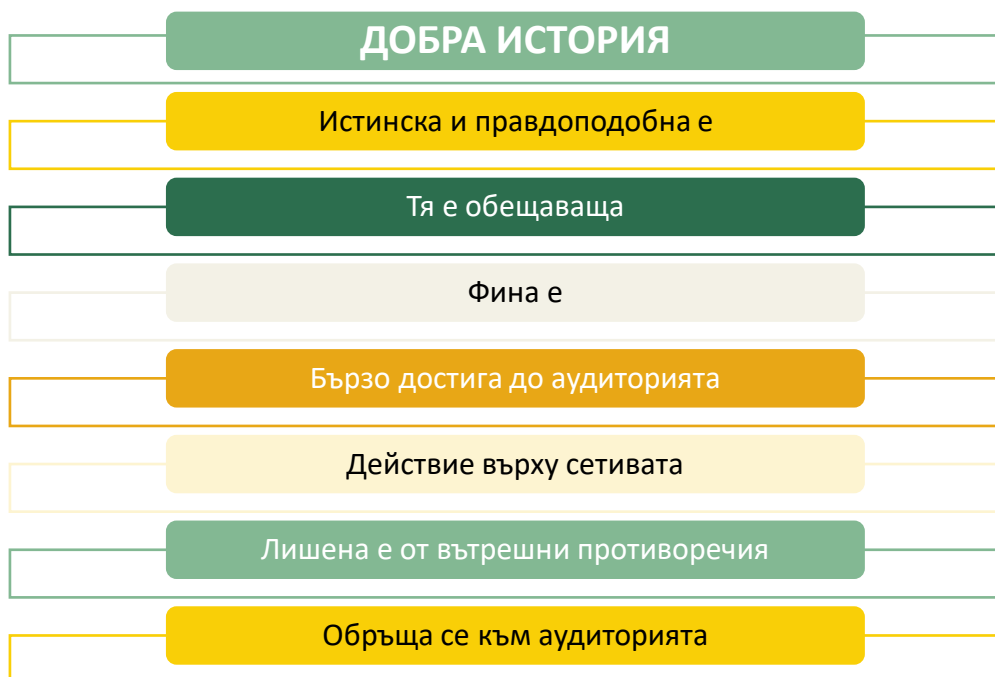 ДОБРА ИСТОРИЯ
Истинска и правдоподобна е
Тя е обещаваща
Фина е
Бързо достига до аудиторията
Действие върху сетивата
Лишена е от вътрешни противоречия
Обръща се към аудиторията